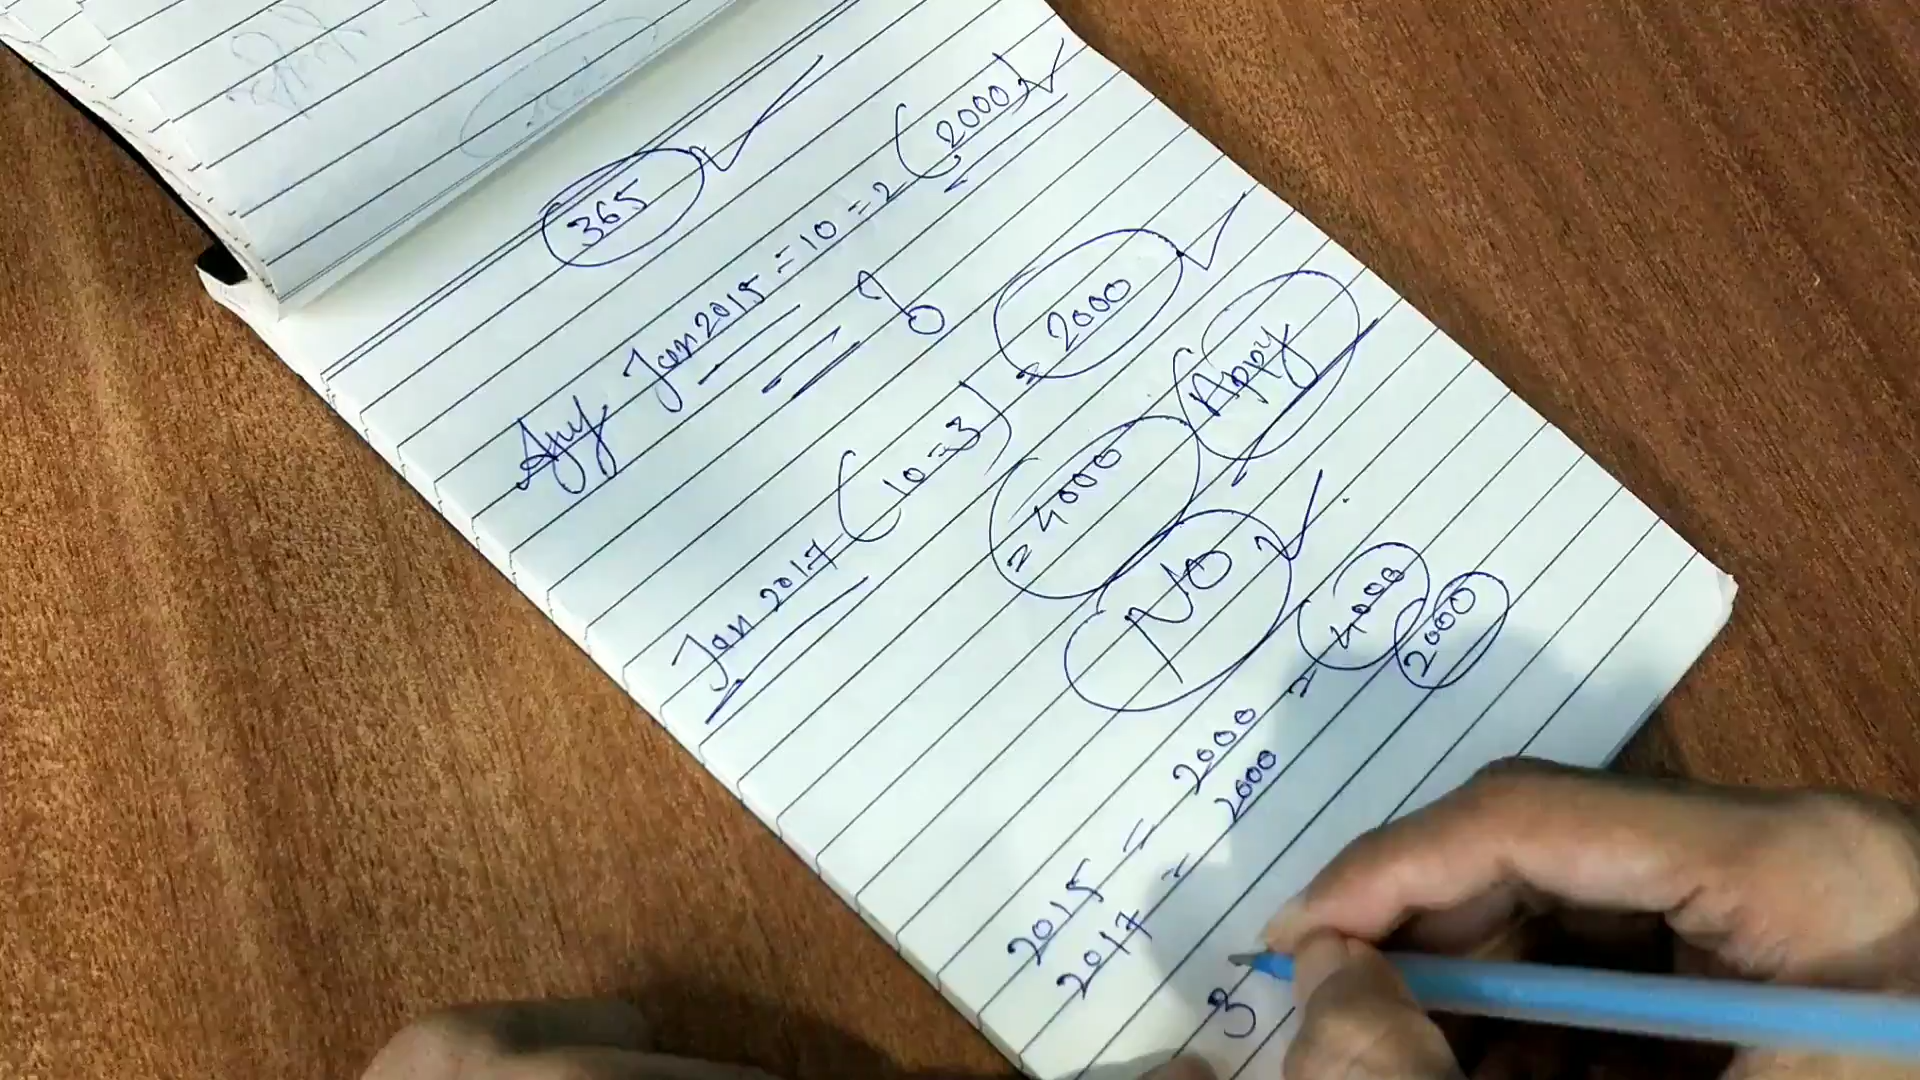 365
Jan 2015 = 10 = 2 (2000)
Jan 2017 - (10 = 3) = 2000
= 4000 Appy
NO
2015 = 2000 = 4000
2017 = 2000 2000
3